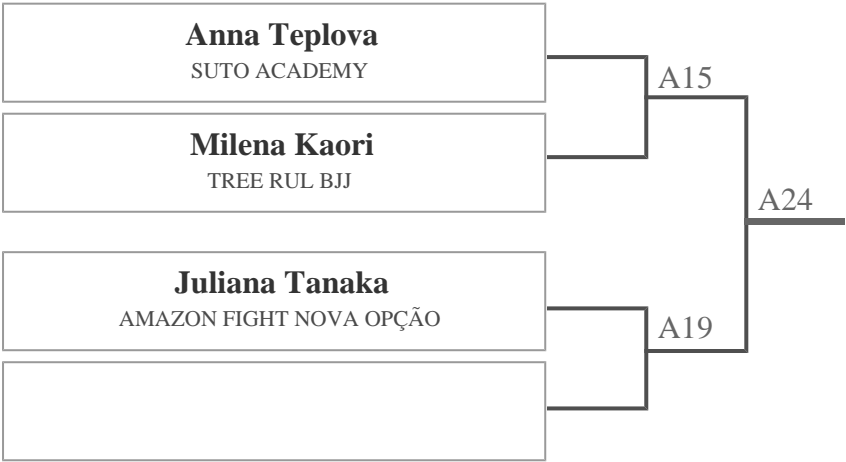 Anna Teplova
SUTO ACADEMY
A15
Milena Kaori
TREE RUL BJJ
A24
Juliana Tanaka
AMAZON FIGHT NOVA OPÇÃO
A19